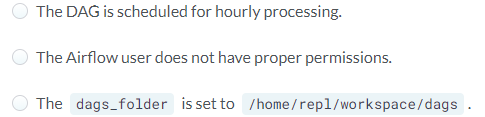 The DAG is scheduled for hourly processing.
The Airflow user does not have proper permissions.
The dags_folder is set to /home/repl/workspace/dags .